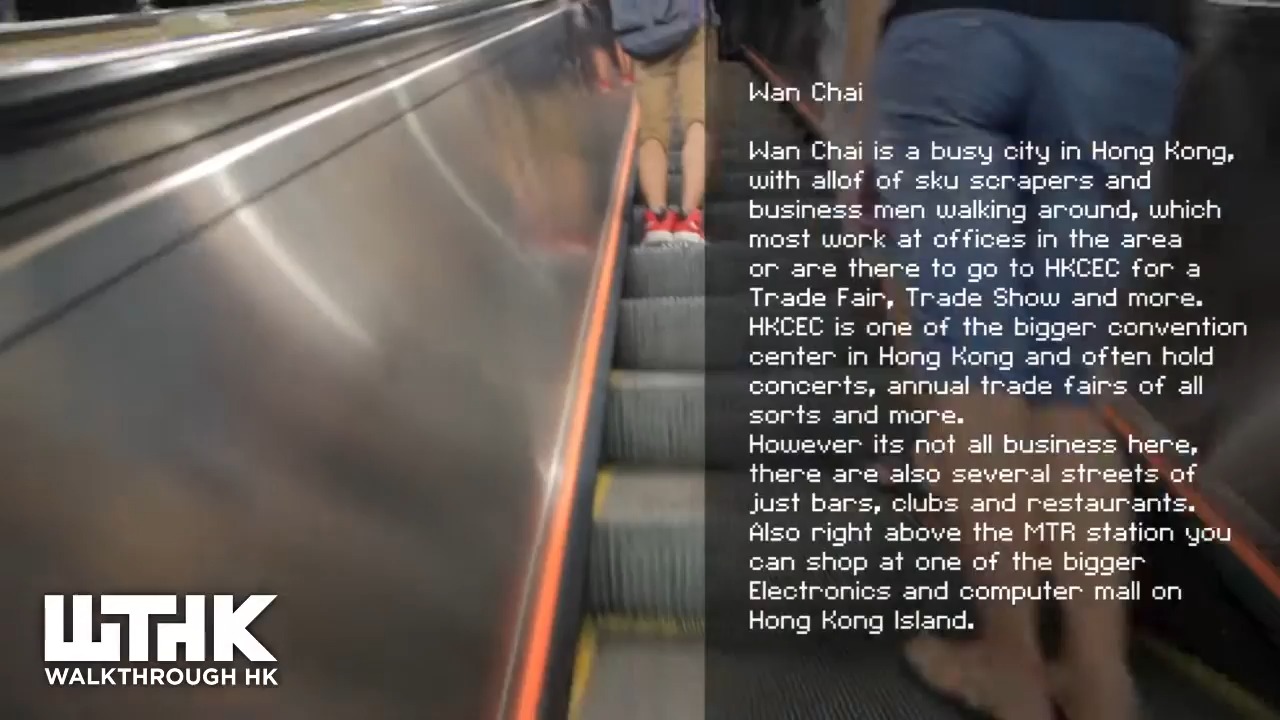 Wan Chai
Wan Chai is a busy city in Hong Kong,
with allof of sku scrapers and
business men walking around, which
most work at offices in the area
or are there to go to HKCEC for a
Trade Fair, Trade Show and more.
HKCEC is one of the bigger convention
center in Hong Kong and often hold
concerts, annual trade fairs of all
sorts and more.
However its not all business here,
there are also several streets of
just bars, clubs and restaurants.
Also right above the MTR station you
can shop at one of the bigger
Electronics and computer mall on
Hong Kong Island.
WTHK
WALKTHROUGH HK